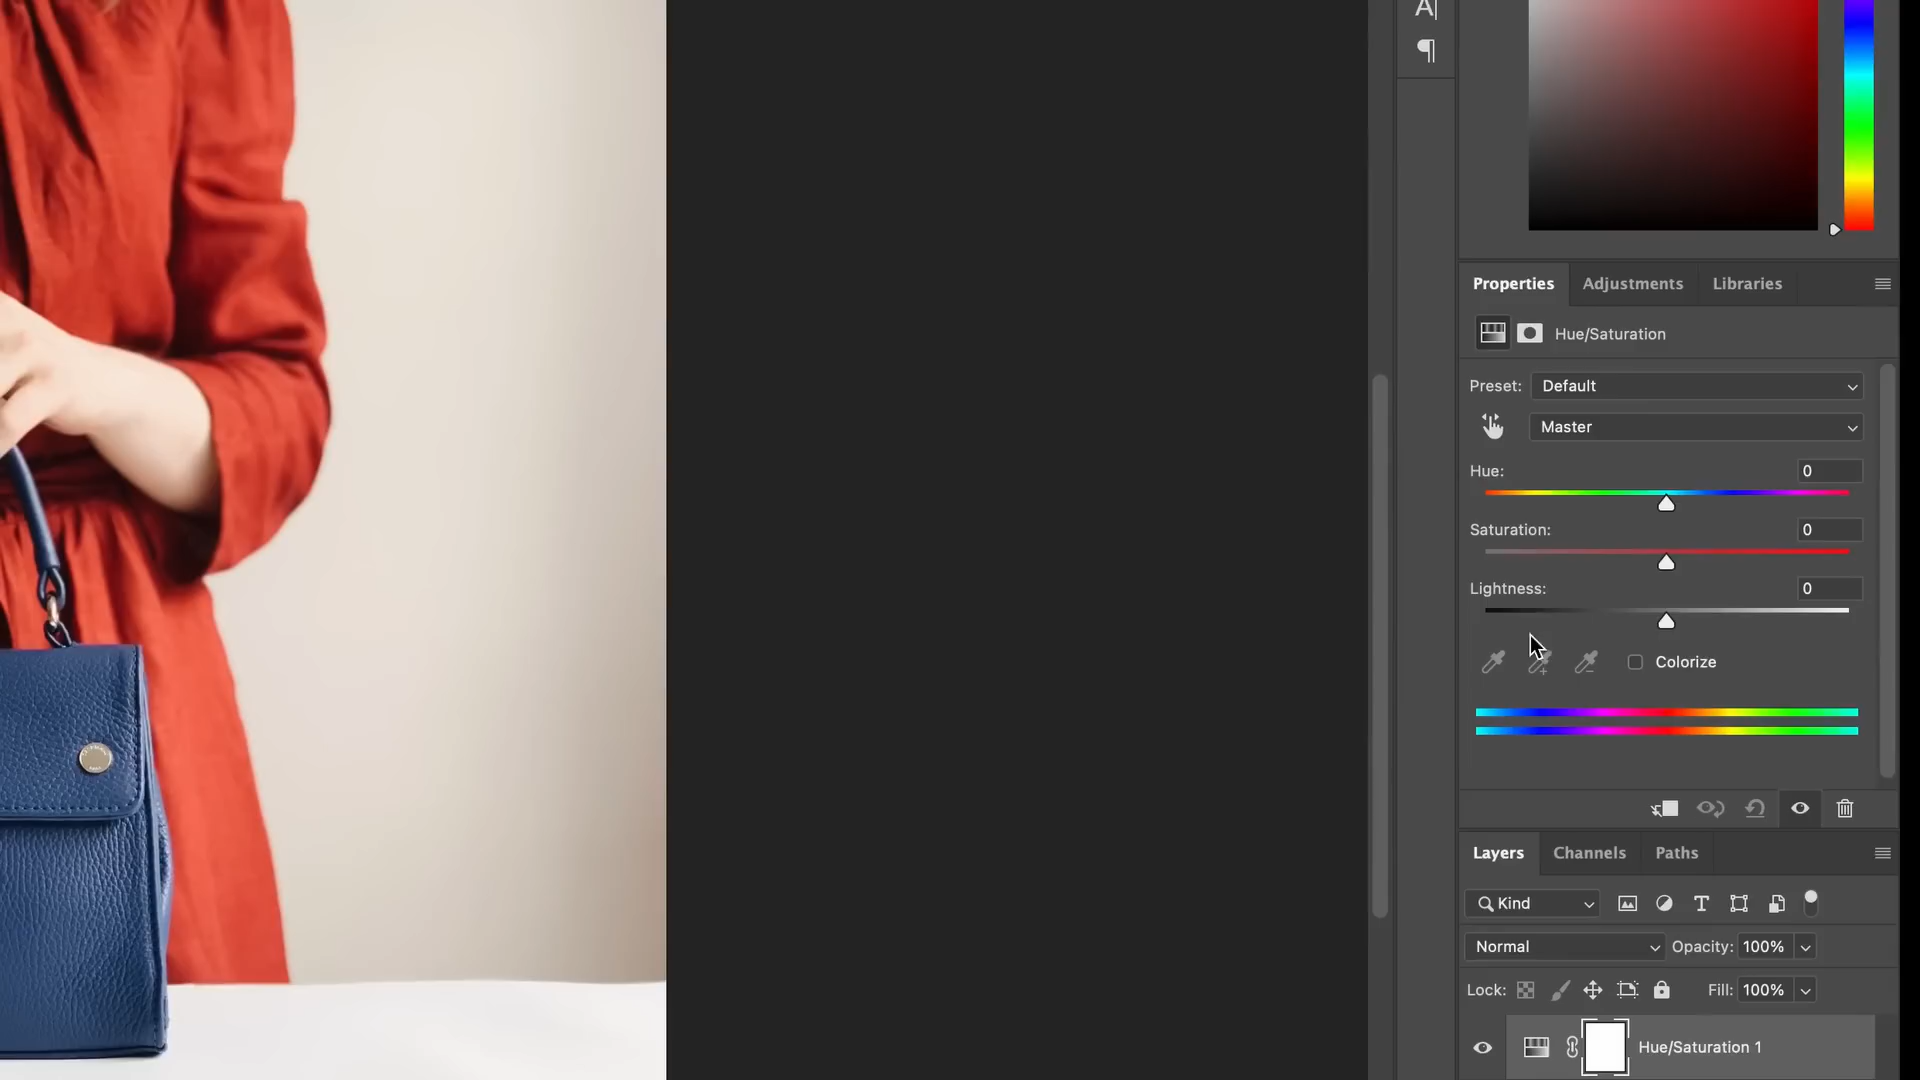 A|
¶
Properties Adjustments Libraries
Hue/Saturation
Preset: Default
Master
Hue: 0
Saturation: 0
Lightness: 0
Colorize
Layers Channels Paths
Kind
Normal Opacity: 100%
Lock: Fill: 100%
Hue/Saturation 1